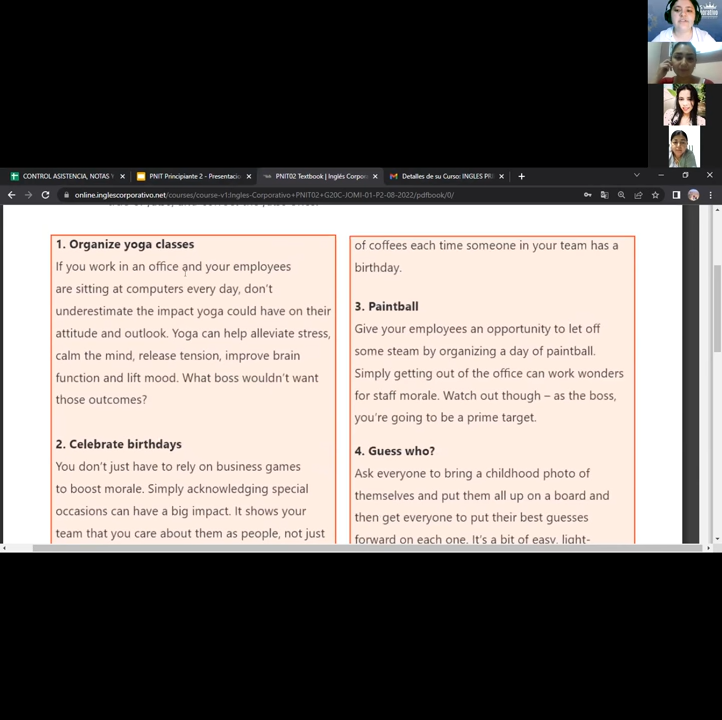 CONTROL ASISTENCIA, NOTAS Y
PNIT Principiante 2 - Presentacio
PNIT02 Textbook | Inglés Corpor
Detalles de su Curso: INGLES PRI
online.inglescorporativo.net/courses/course-v1:Ingles-Corporativo+PNIT02+G20C-JOMI-01-P2-08-2022/pdfbook/0/
1. Organize yoga classes
If you work in an office and your employees
are sitting at computers every day, don't
underestimate the impact yoga could have on their
attitude and outlook. Yoga can help alleviate stress,
calm the mind, release tension, improve brain
function and lift mood. What boss wouldn't want
those outcomes?
2. Celebrate birthdays
You don't just have to rely on business games
to boost morale. Simply acknowledging special
occasions can have a big impact. It shows your
team that you care about them as people, not just
of coffees each time someone in your team has a
birthday.
3. Paintball
Give your employees an opportunity to let off
some steam by organizing a day of paintball.
Simply getting out of the office can work wonders
for staff morale. Watch out though – as the boss,
you're going to be a prime target.
4. Guess who?
Ask everyone to bring a childhood photo of
themselves and put them all up on a board and
then get everyone to put their best guesses
forward on each one. It's a bit of easy, light-